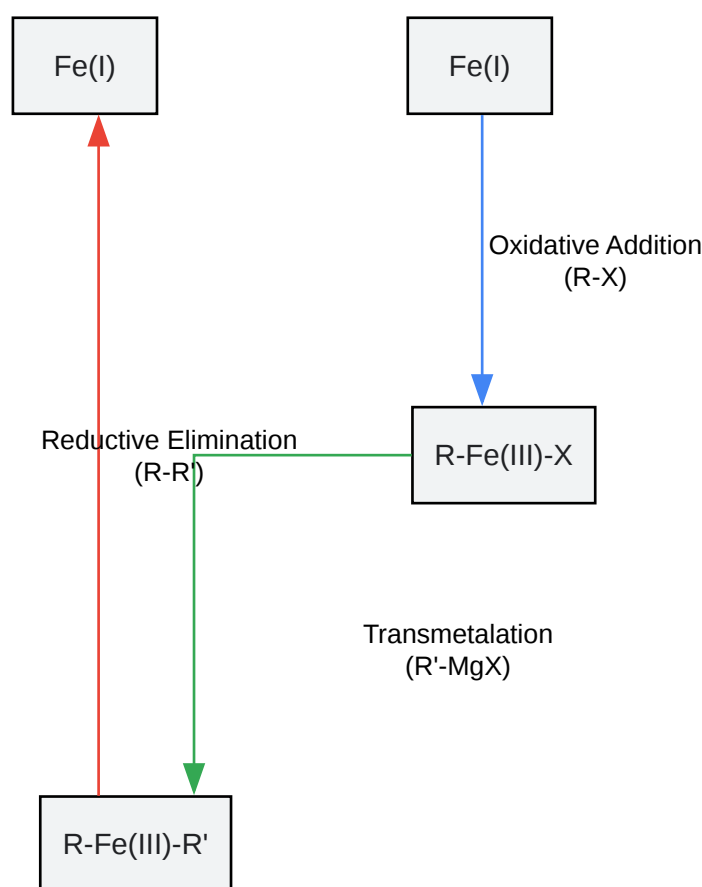 Fe(I)
Fe(I)
Oxidative Addition
(R-X)
Reductive Elimination
(R-R')
R-Fe(III)-X
Transmetalation
(R'-MgX)
R-Fe(III)-R'